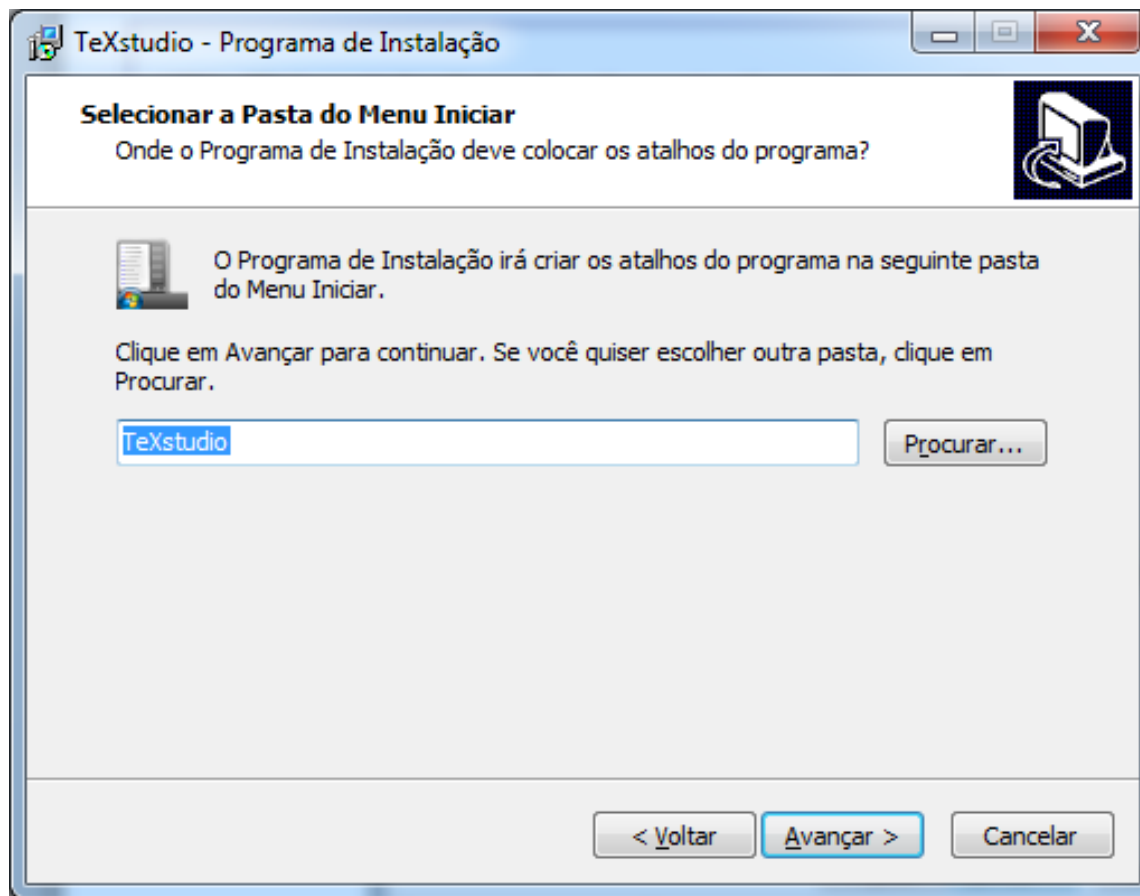 TeXstudio - Programa de Instalação
Selecionar a Pasta do Menu Iniciar
Onde o Programa de Instalação deve colocar os atalhos do programa?
O Programa de Instalação irá criar os atalhos do programa na seguinte pasta
do Menu Iniciar.
Clique em Avançar para continuar. Se você quiser escolher outra pasta, clique em
Procurar.
TeXstudio
Procurar...
< Voltar
Avançar >
Cancelar